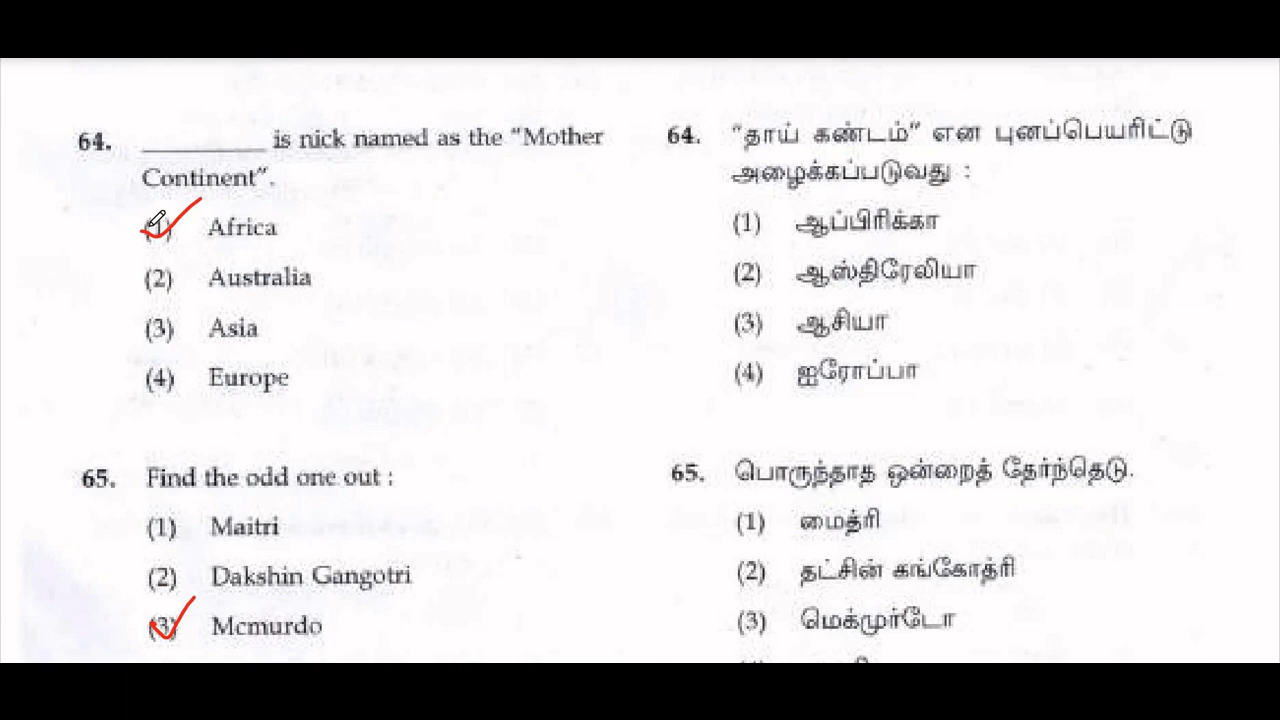 64. __________ is nick named as the “Mother
Continent”.
(1) Africa
(2) Australia
(3) Asia
(4) Europe
65. Find the odd one out :
(1) Maitri
(2) Dakshin Gangotri
(3) Mcmurdo
64. “தாய் கண்டம்” என புனப்பெயரிட்டு
அழைக்கப்படுவது :
(1) ஆப்பிரிக்கா
(2) ஆஸ்திரேலியா
(3) ஆசியா
(4) ஐரோப்பா
65. பொருந்தாத ஒன்றைத் தேர்ந்தெடு.
(1) மைத்ரி
(2) தட்சின் கங்கோத்ரி
(3) மெக்முர்டோ